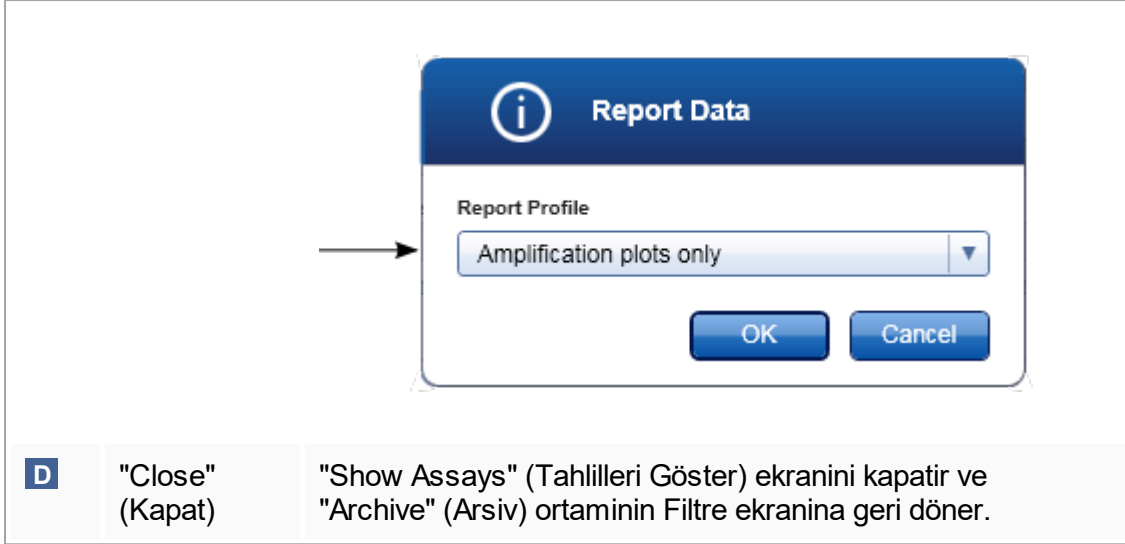 Report Data
Report Profile
Amplification plots only
OK Cancel
D "Close" "Show Assays" (Tahlilleri Göster) ekranini kapatir ve
(Kapat) "Archive" (Arsiv) ortaminin Filtre ekranina geri döner.